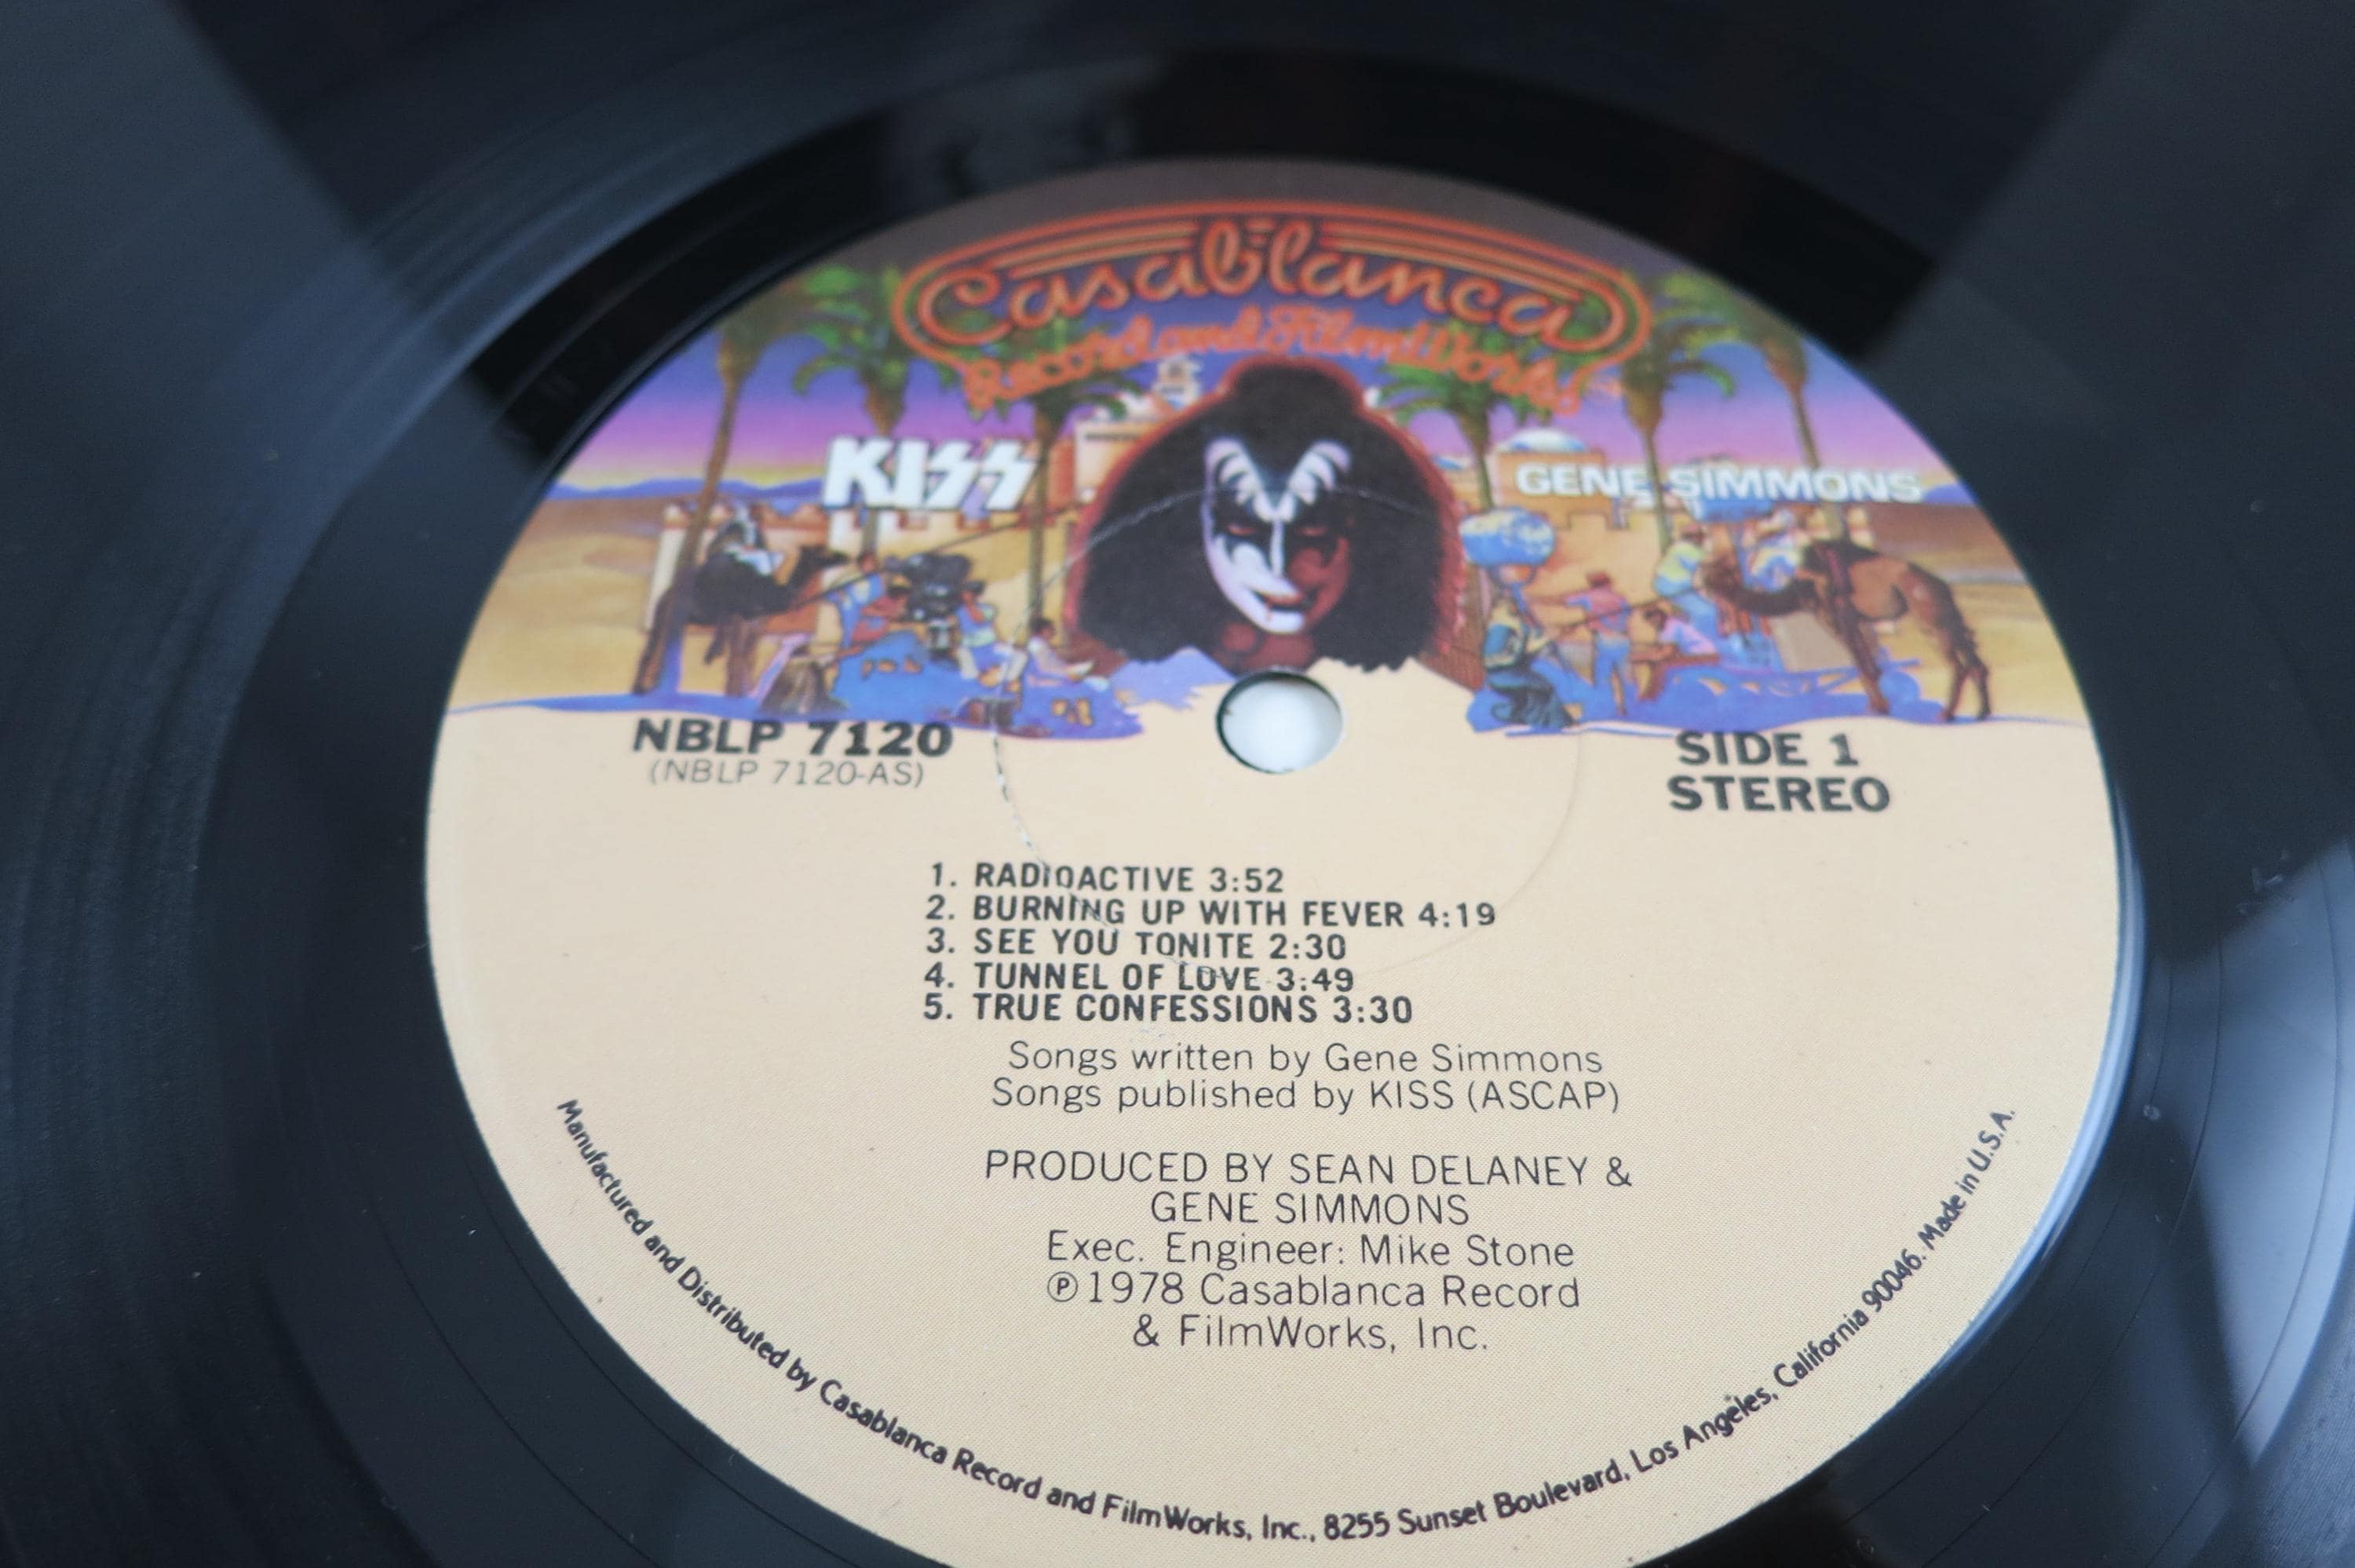 Casablanca
Record and FilmWorks
KISS
GENE SIMMONS
NBLP 7120
(NBLP 7120-AS)
SIDE 1
STEREO
1. RADIOACTIVE 3:52
2. BURNING UP WITH FEVER 4:19
3. SEE YOU TONITE 2:30
4. TUNNEL OF LOVE 3:49
5. TRUE CONFESSIONS 3:30
Songs written by Gene Simmons
Songs published by KISS (ASCAP)
PRODUCED BY SEAN DELANEY &
GENE SIMMONS
Exec. Engineer: Mike Stone
℗1978 Casablanca Record
& FilmWorks, Inc.
Manufactured and Distributed by Casablanca Record and FilmWorks, Inc., 8255 Sunset Boulevard, Los Angeles, California 90046. Made in U.S.A.